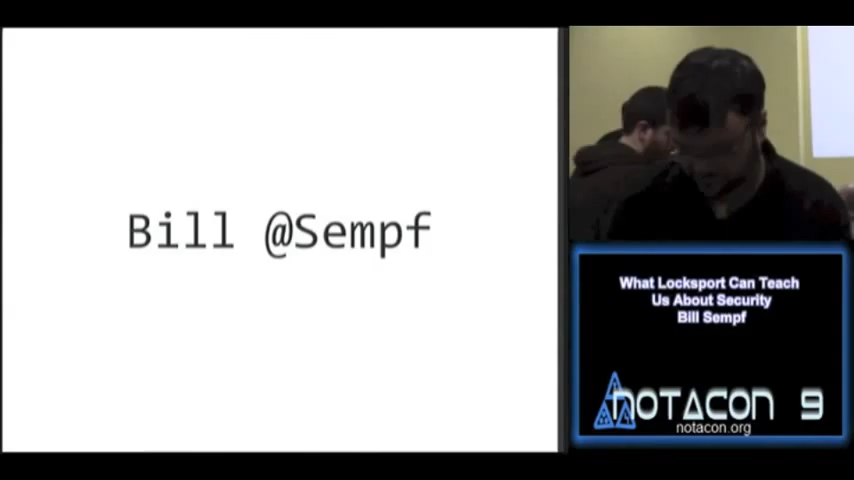 Bill @Sempf
What Locksport Can Teach
Us About Security
Bill Sempf
NOTACON 9
notacon.org